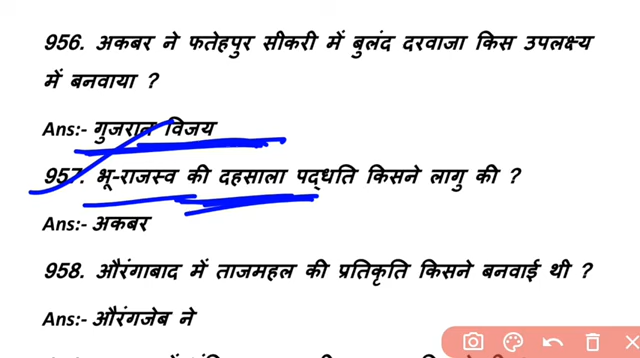 956. अकबर ने फतेहपुर सीकरी में बुलंद दरवाजा किस उपलक्ष्य
में बनवाया ?
Ans:- गुजरात विजय
957. भू-राजस्व की दहसाला पद्धति किसने लागु की ?
Ans:- अकबर
958. औरंगाबाद में ताजमहल की प्रतिकृति किसने बनवाई थी ?
Ans:- औरंगजेब ने